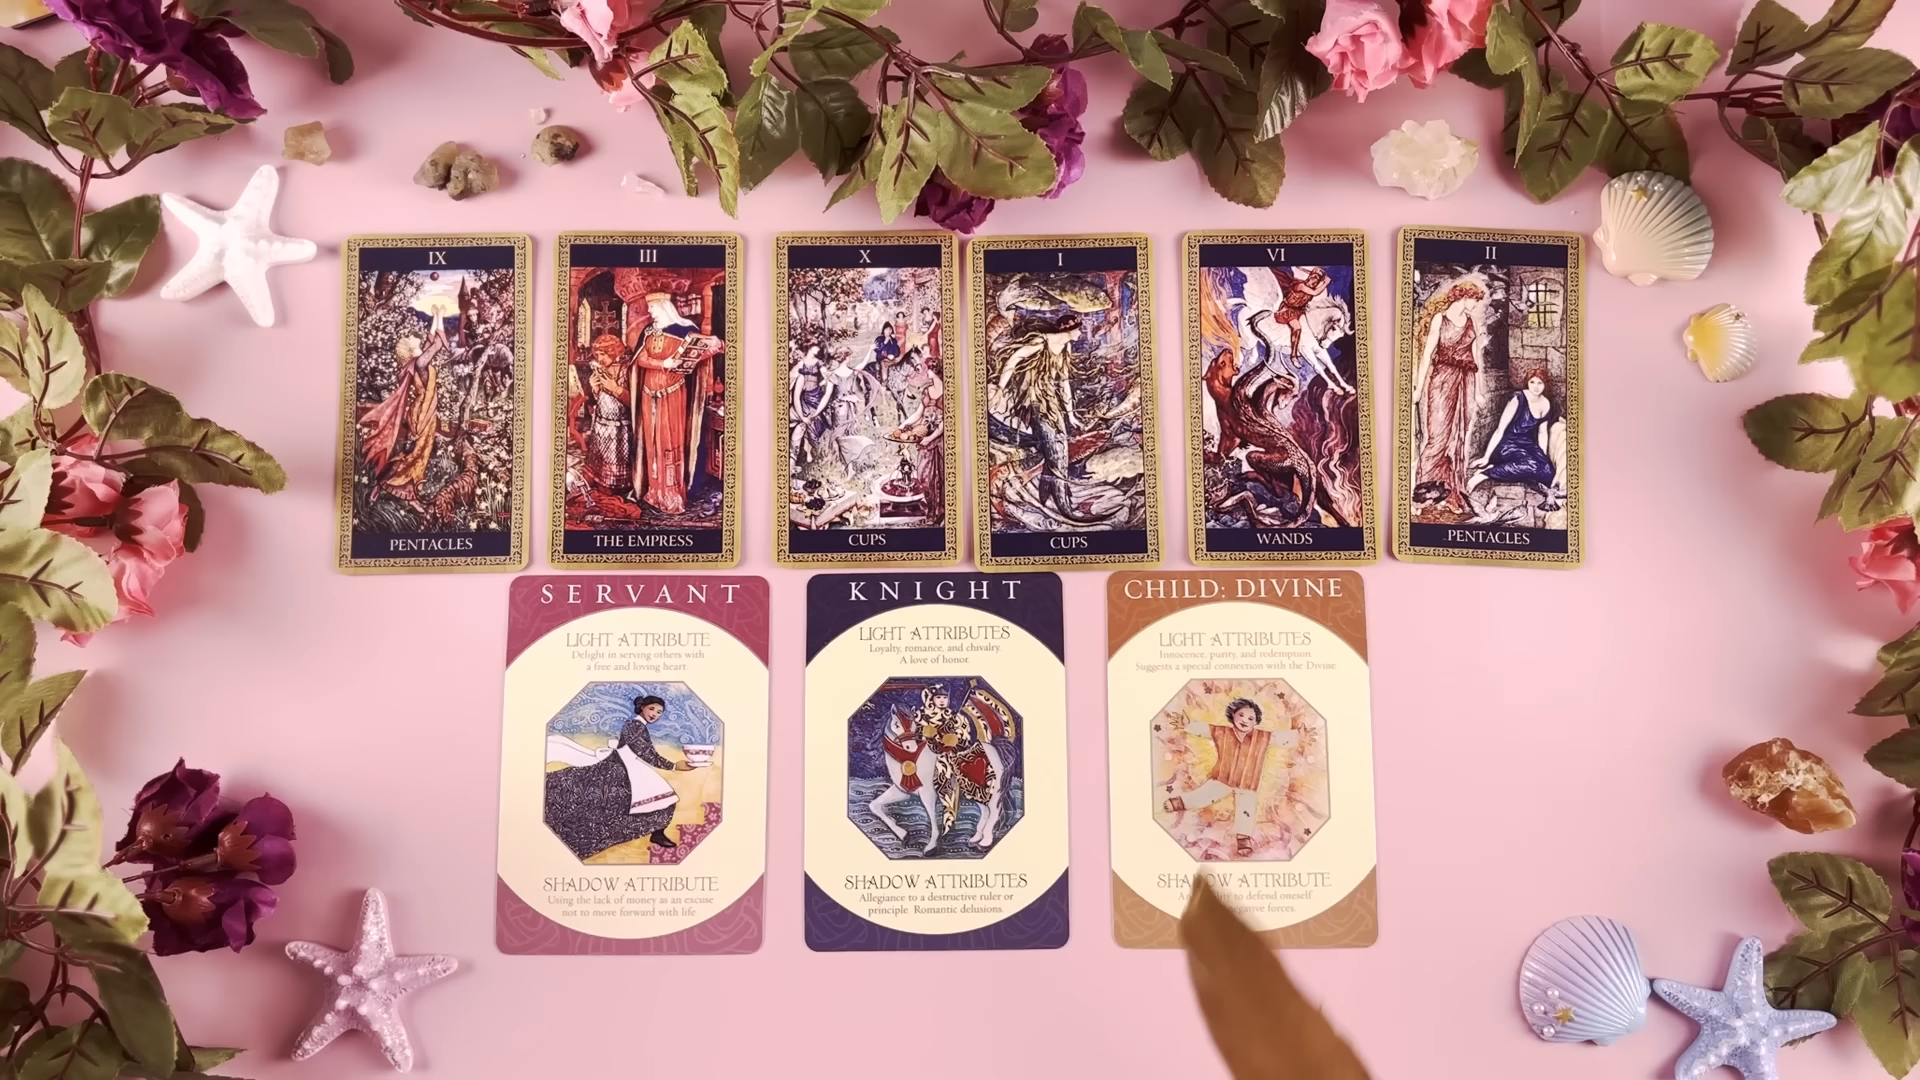 IX
PENTACLES
III
THE EMPRESS
X
CUPS
I
CUPS
VI
WANDS
II
PENTACLES
SERVANT
LIGHT ATTRIBUTE
Delight in serving others with
a free and loving heart
SHADOW ATTRIBUTE
Using the lack of money as an excuse
not to move forward with life
KNIGHT
LIGHT ATTRIBUTES
Loyalty, romance, and chivalry.
A love of honor.
SHADOW ATTRIBUTES
Allegiance to a destructive ruler or
principle. Romantic delusions.
CHILD: DIVINE
LIGHT ATTRIBUTES
Innocence, purity, and redemption.
Suggests a special connection with the Divine
SHADOW ATTRIBUTE
to defend oneself
negative forces.